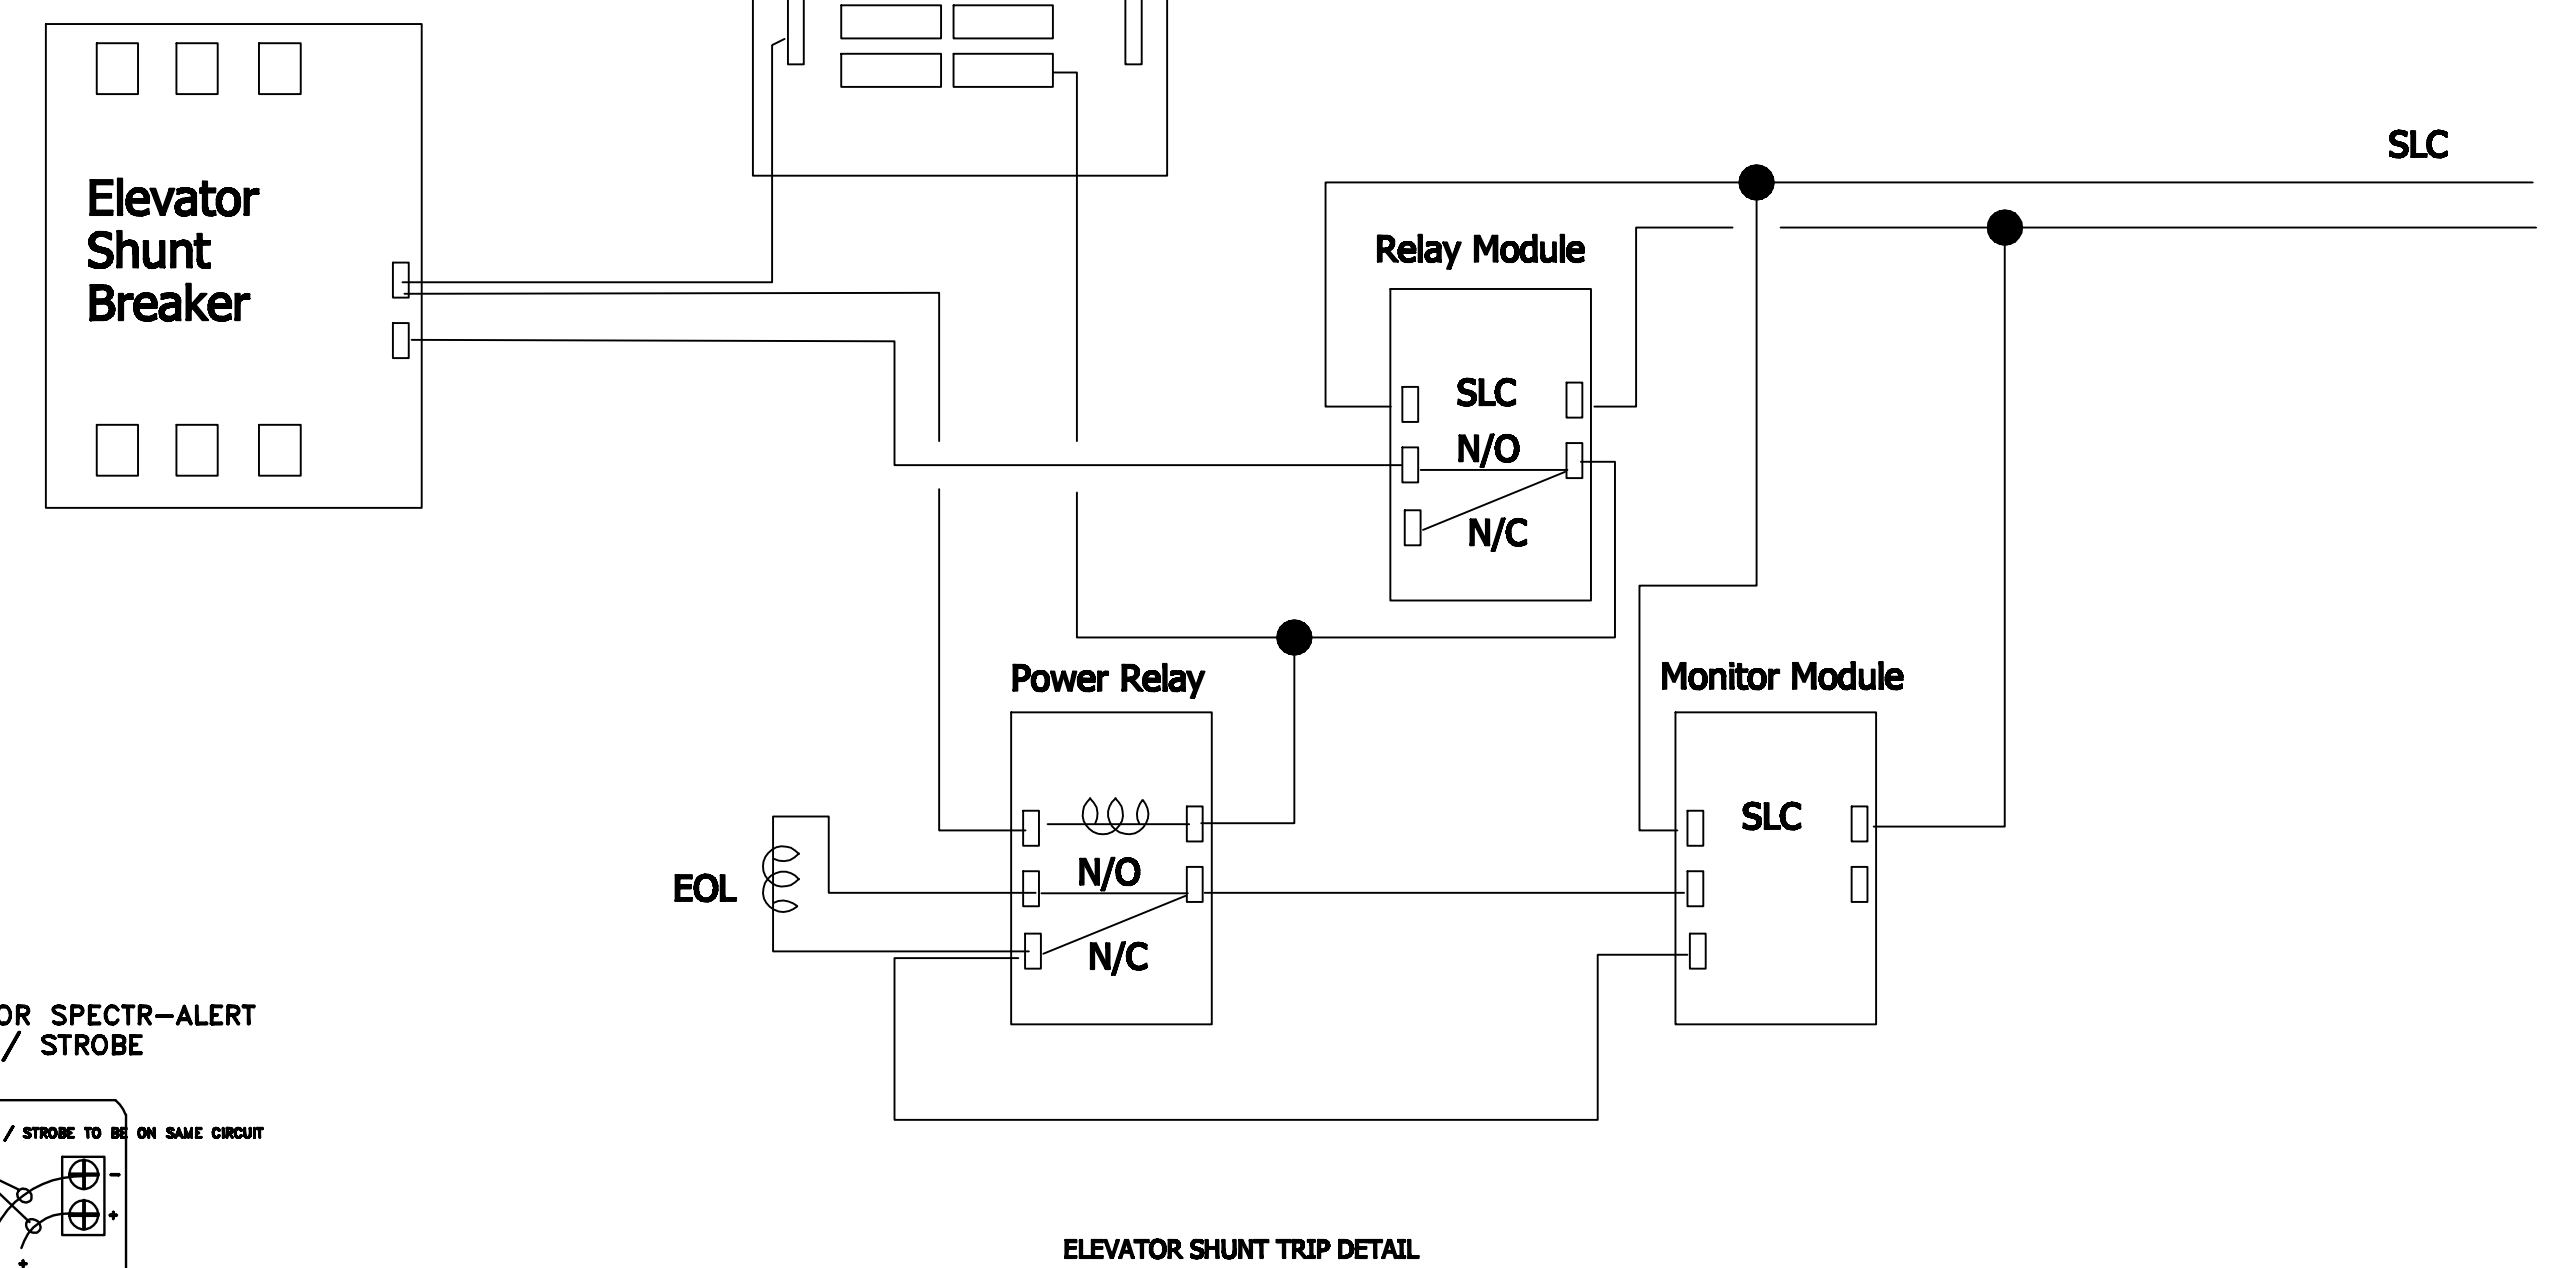 SLC
Elevator
Shunt
Breaker
Relay Module
SLC
N/O
N/C
Power Relay
Monitor Module
SLC
N/O
EOL
N/C
OR SPECTR-ALERT
/ STROBE
/ STROBE TO BE ON SAME CIRCUIT
-
+
+
ELEVATOR SHUNT TRIP DETAIL